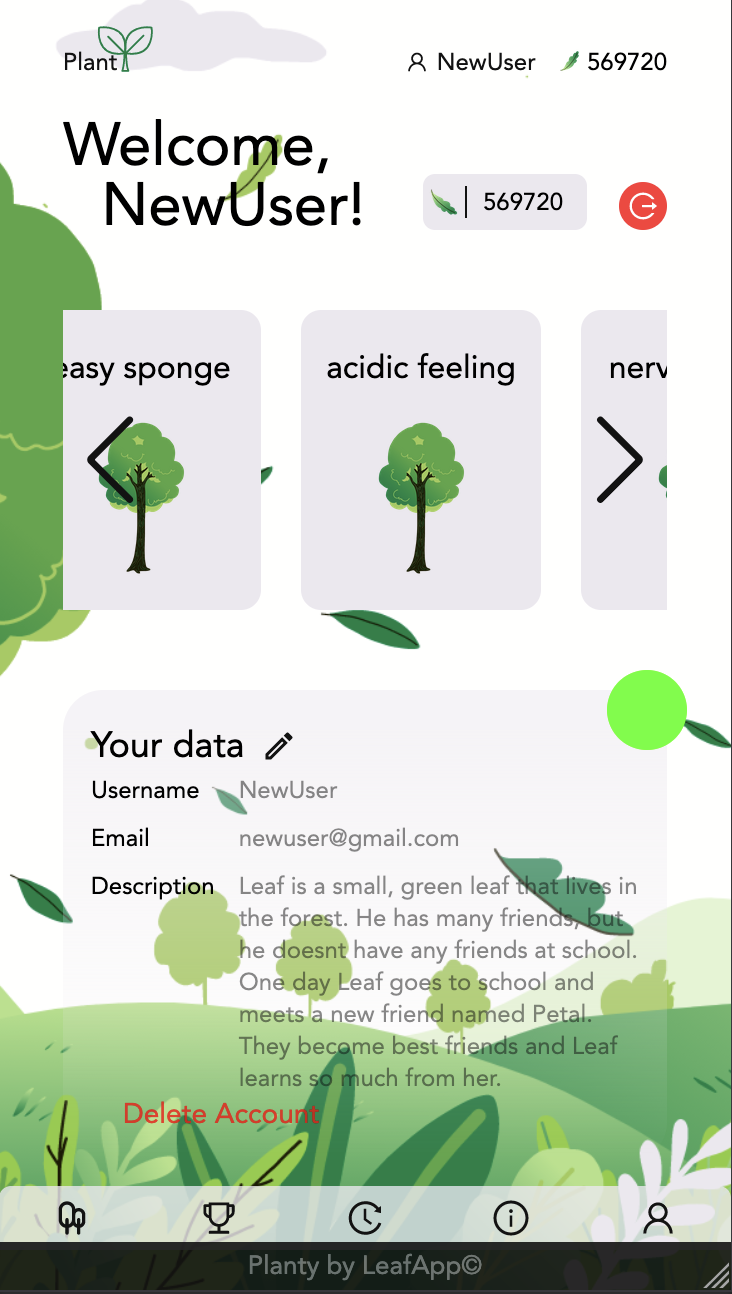 Plant
NewUser
569720
Welcome,
NewUser!
569720
easy sponge
acidic feeling
nerv
Your data
Username NewUser
Email newuser@gmail.com
Description Leaf is a small, green leaf that lives in
the forest. He has many friends, but
he doesnt have any friends at school.
One day Leaf goes to school and
meets a new friend named Petal.
They become best friends and Leaf
learns so much from her.
Delete Account
Planty by LeafApp©